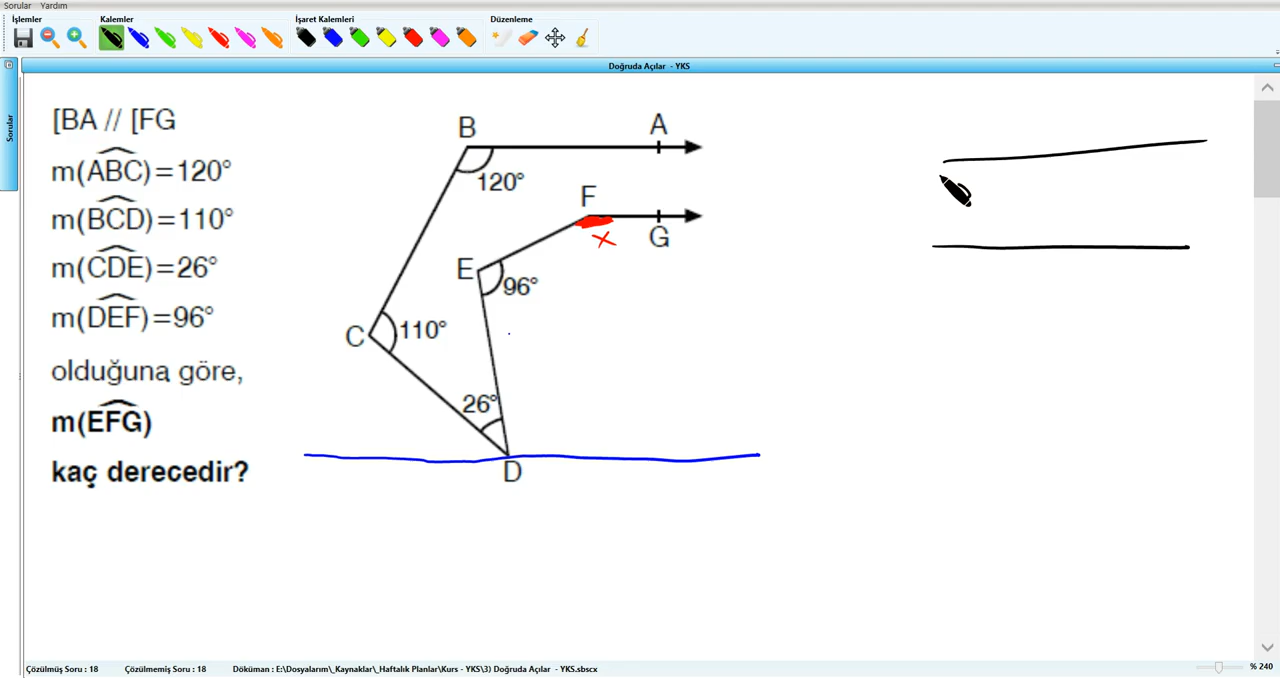 Sorular Yardım
İşlemler Kalemler İşaret Kalemleri Düzenleme
Doğruda Açılar - YKS
Sorular
[BA // [FG
m(ABC)=120°
m(BCD)=110°
m(CDE)=26°
m(DEF)=96°
olduğuna göre,
m(EFG)
kaç derecedir?
B A
120°
F
x G
E
96°
C 110°
26°
D
Çözülmüş Soru : 18 Çözülmemiş Soru : 18 Döküman : E:\Dosyalarım\_Kaynaklar\_Haftalık Planlar\Kurs - YKS\3) Doğruda Açılar - YKS.sbscx % 240